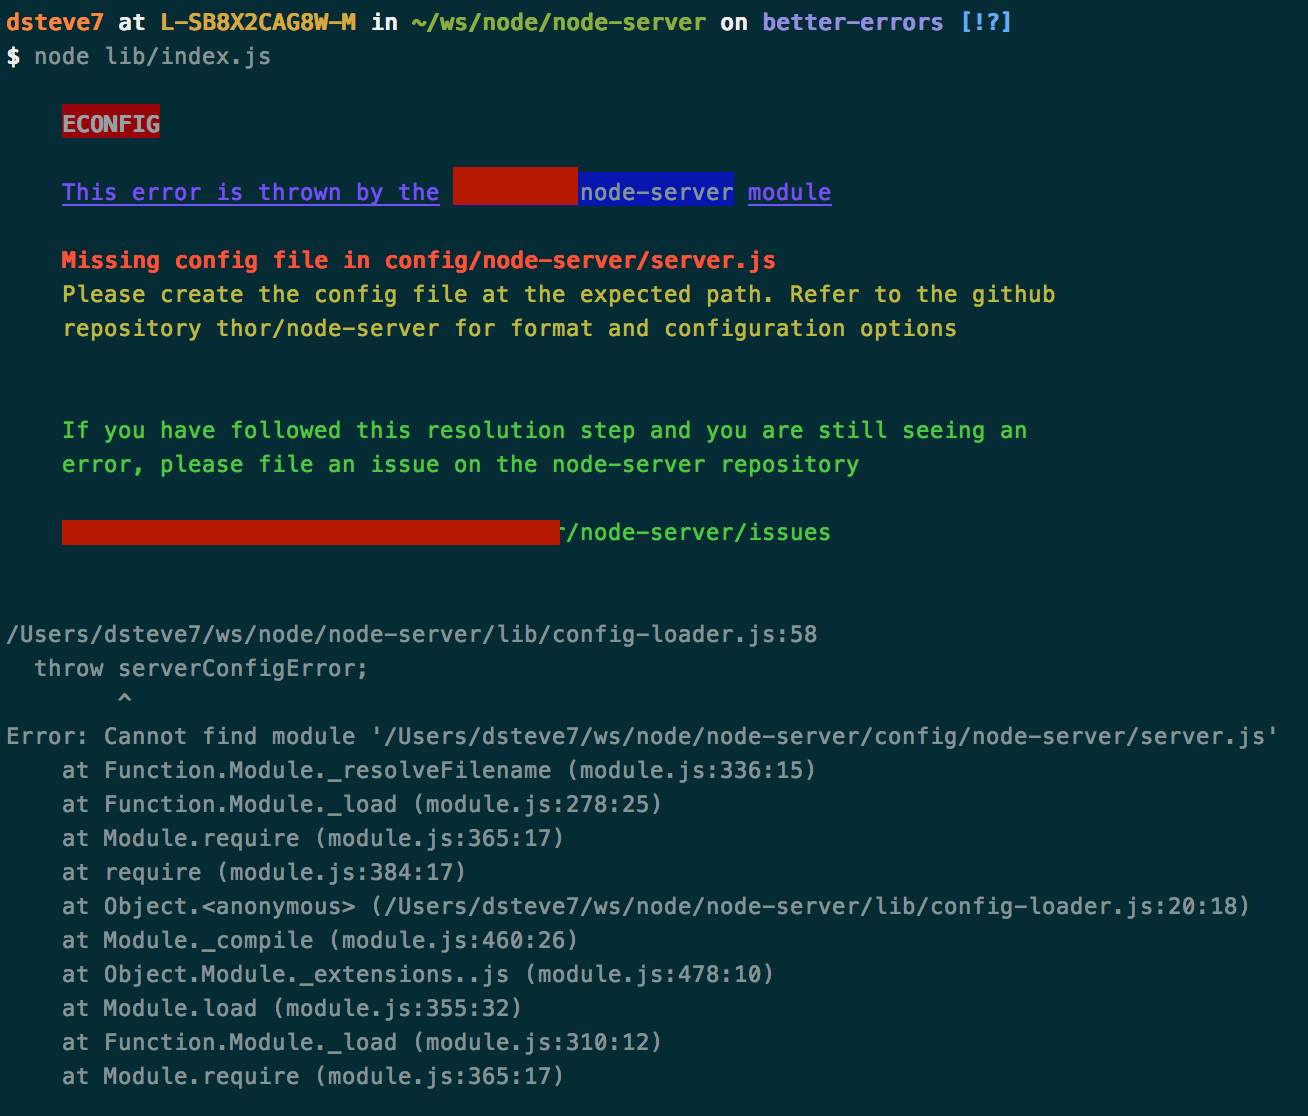 dsteve7 at L-SB8X2CAG8W-M in ~/ws/node/node-server on better-errors [!?]
$ node lib/index.js
ECONFIG
This error is thrown by the node-server module
Missing config file in config/node-server/server.js
Please create the config file at the expected path. Refer to the github
repository thor/node-server for format and configuration options
If you have followed this resolution step and you are still seeing an
error, please file an issue on the node-server repository
r/node-server/issues
/Users/dsteve7/ws/node/node-server/lib/config-loader.js:58
throw serverConfigError;
^
Error: Cannot find module '/Users/dsteve7/ws/node/node-server/config/node-server/server.js'
at Function.Module._resolveFilename (module.js:336:15)
at Function.Module._load (module.js:278:25)
at Module.require (module.js:365:17)
at require (module.js:384:17)
at Object.<anonymous> (/Users/dsteve7/ws/node/node-server/lib/config-loader.js:20:18)
at Module._compile (module.js:460:26)
at Object.Module._extensions..js (module.js:478:10)
at Module.load (module.js:355:32)
at Function.Module._load (module.js:310:12)
at Module.require (module.js:365:17)